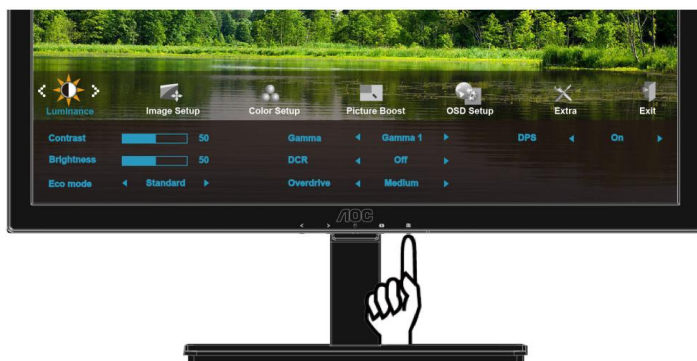 Luminance Image Setup Color Setup Picture Boost OSD Setup Extra Exit
Contrast 50 Gamma Gamma 1 DPS On
Brightness 50 DCR Off
Eco mode Standard Overdrive Medium
AOC